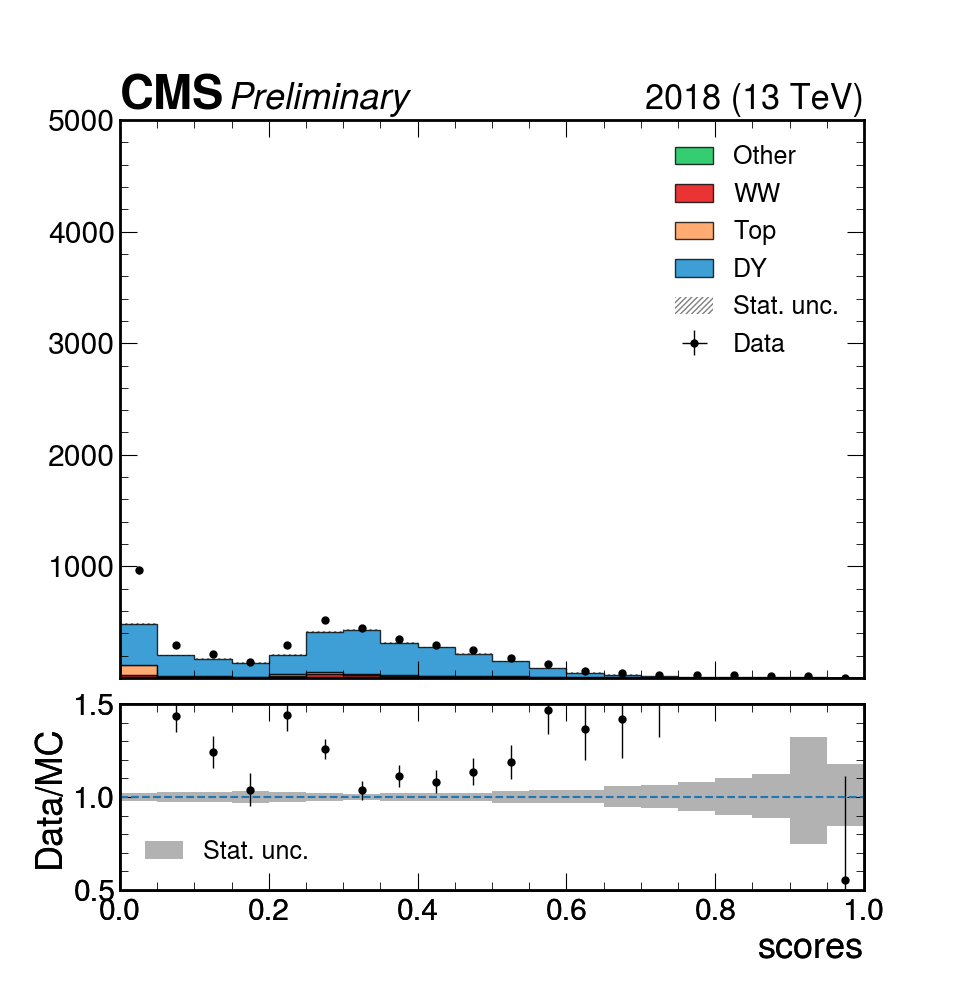 CMS Preliminary 2018 (13 TeV)
5000
4000
3000
2000
1000
Other
WW
Top
DY
Stat. unc.
Data
Data/MC
1.5
1.0
0.5
Stat. unc.
0.0 0.2 0.4 0.6 0.8 1.0
scores